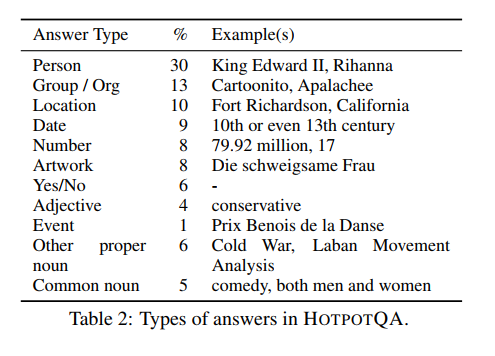 Answer Type % Example(s)
Person 30 King Edward II, Rihanna
Group / Org 13 Cartoonito, Apalachee
Location 10 Fort Richardson, California
Date 9 10th or even 13th century
Number 8 79.92 million, 17
Artwork 8 Die schweigsame Frau
Yes/No 6 -
Adjective 4 conservative
Event 1 Prix Benois de la Danse
Other proper 6 Cold War, Laban Movement
noun Analysis
Common noun 5 comedy, both men and women
Table 2: Types of answers in HOTPOTQA.